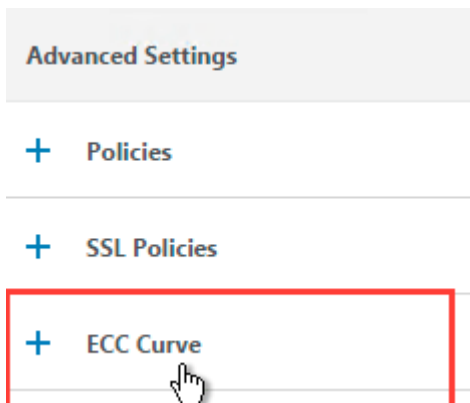 Advanced Settings
+ Policies
+ SSL Policies
+ ECC Curve